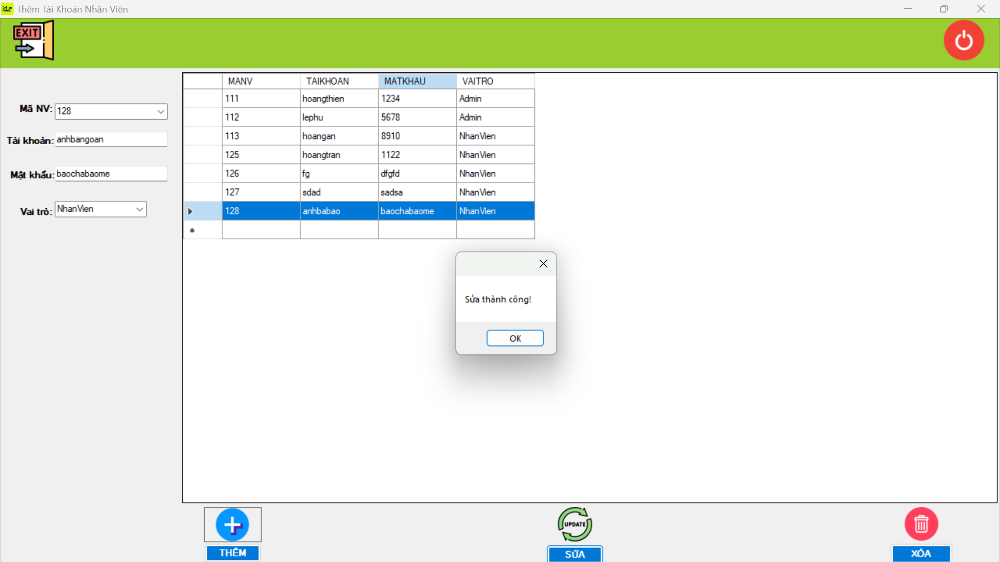 Thêm Tài Khoản Nhân Viên
EXIT
MANV TAIKHOAN MATKHAU VAITRO
111 hoangthien 1234 Admin
112 lephu 5678 Admin
113 hoangan 8910 NhanVien
125 hoangtran 1122 NhanVien
126 fg dfgfd NhanVien
127 sdad sadsa NhanVien
128 anhbabao baochabaome NhanVien
*
Mã NV: 128
Tài khoản: anhbangoan
Mật khẩu: baochabaome
Vai trò: NhanVien
Sửa thành công!
OK
THÊM
UPDATE
SỬA
XÓA